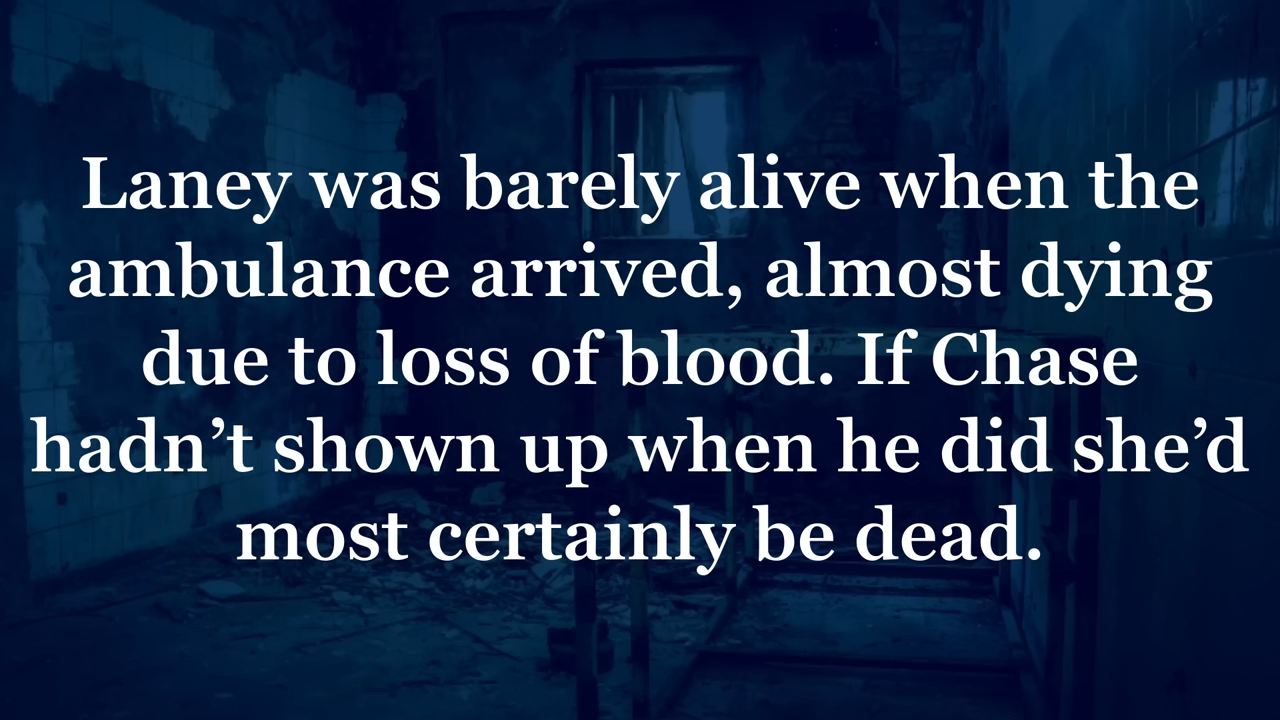 Laney was barely alive when the
ambulance arrived, almost dying
due to loss of blood. If Chase
hadn’t shown up when he did she’d
most certainly be dead.